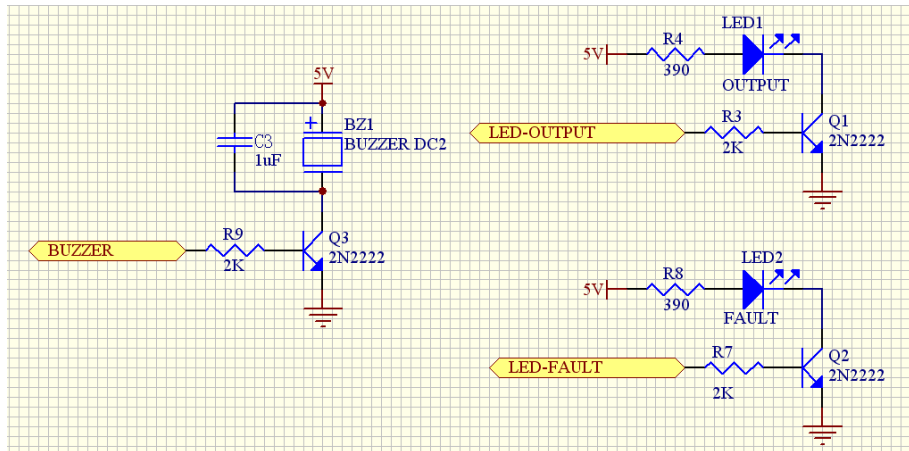 5V
+
C3
1uF
BZ1
BUZZER DC2
BUZZER
R9
2K
Q3
2N2222
LED1
5V
R4
390
OUTPUT
LED-OUTPUT
R3
2K
Q1
2N2222
LED2
5V
R8
390
FAULT
LED-FAULT
R7
2K
Q2
2N2222